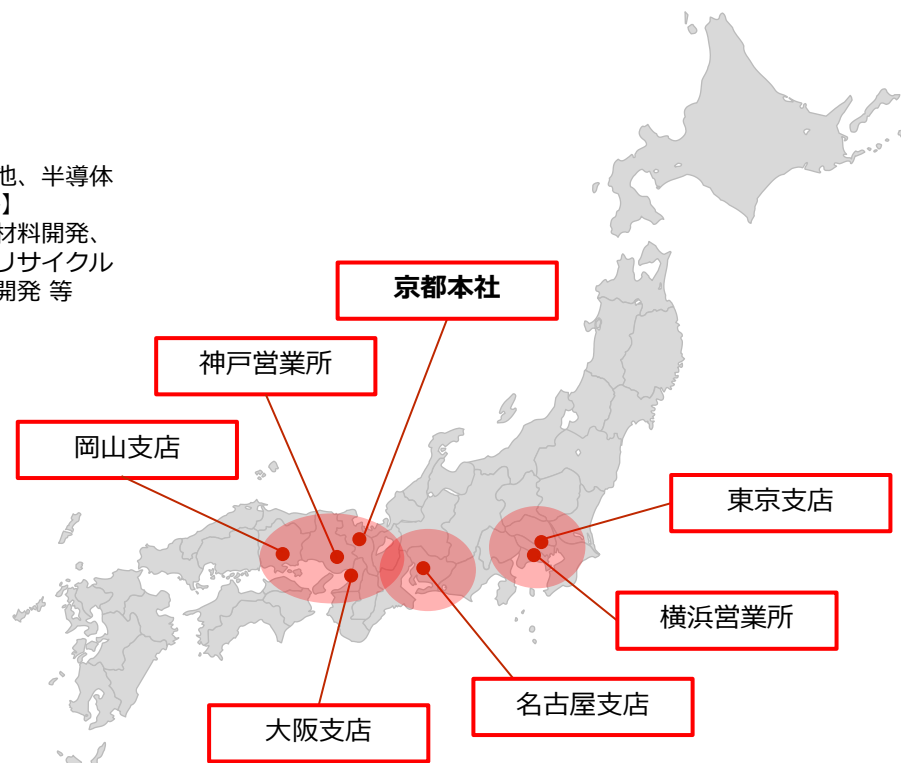 他、半導体
】
材料開発、
リサイクル
開発 等
京都本社
神戸営業所
岡山支店
東京支店
横浜営業所
名古屋支店
大阪支店